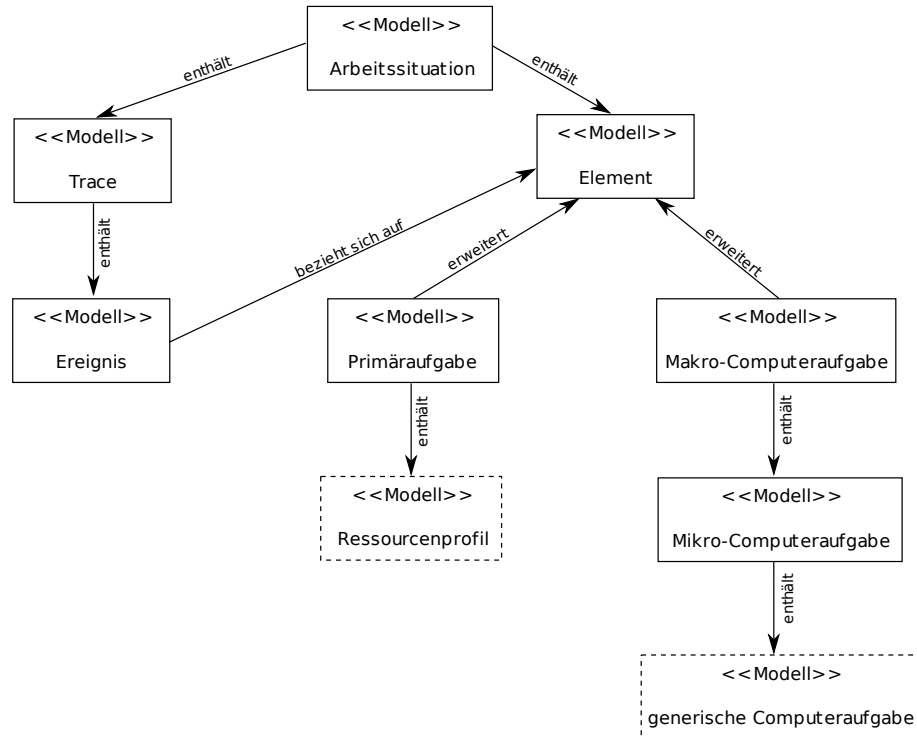 <<Modell>>
Arbeitssituation
enthält
enthält
<<Modell>>
Trace
<<Modell>>
Element
enthält
bezieht sich auf
erweitert
erweitert
<<Modell>>
Ereignis
<<Modell>>
Primäraufgabe
<<Modell>>
Makro-Computeraufgabe
enthält
enthält
<<Modell>>
Ressourcenprofil
<<Modell>>
Mikro-Computeraufgabe
enthält
<<Modell>>
generische Computeraufgabe